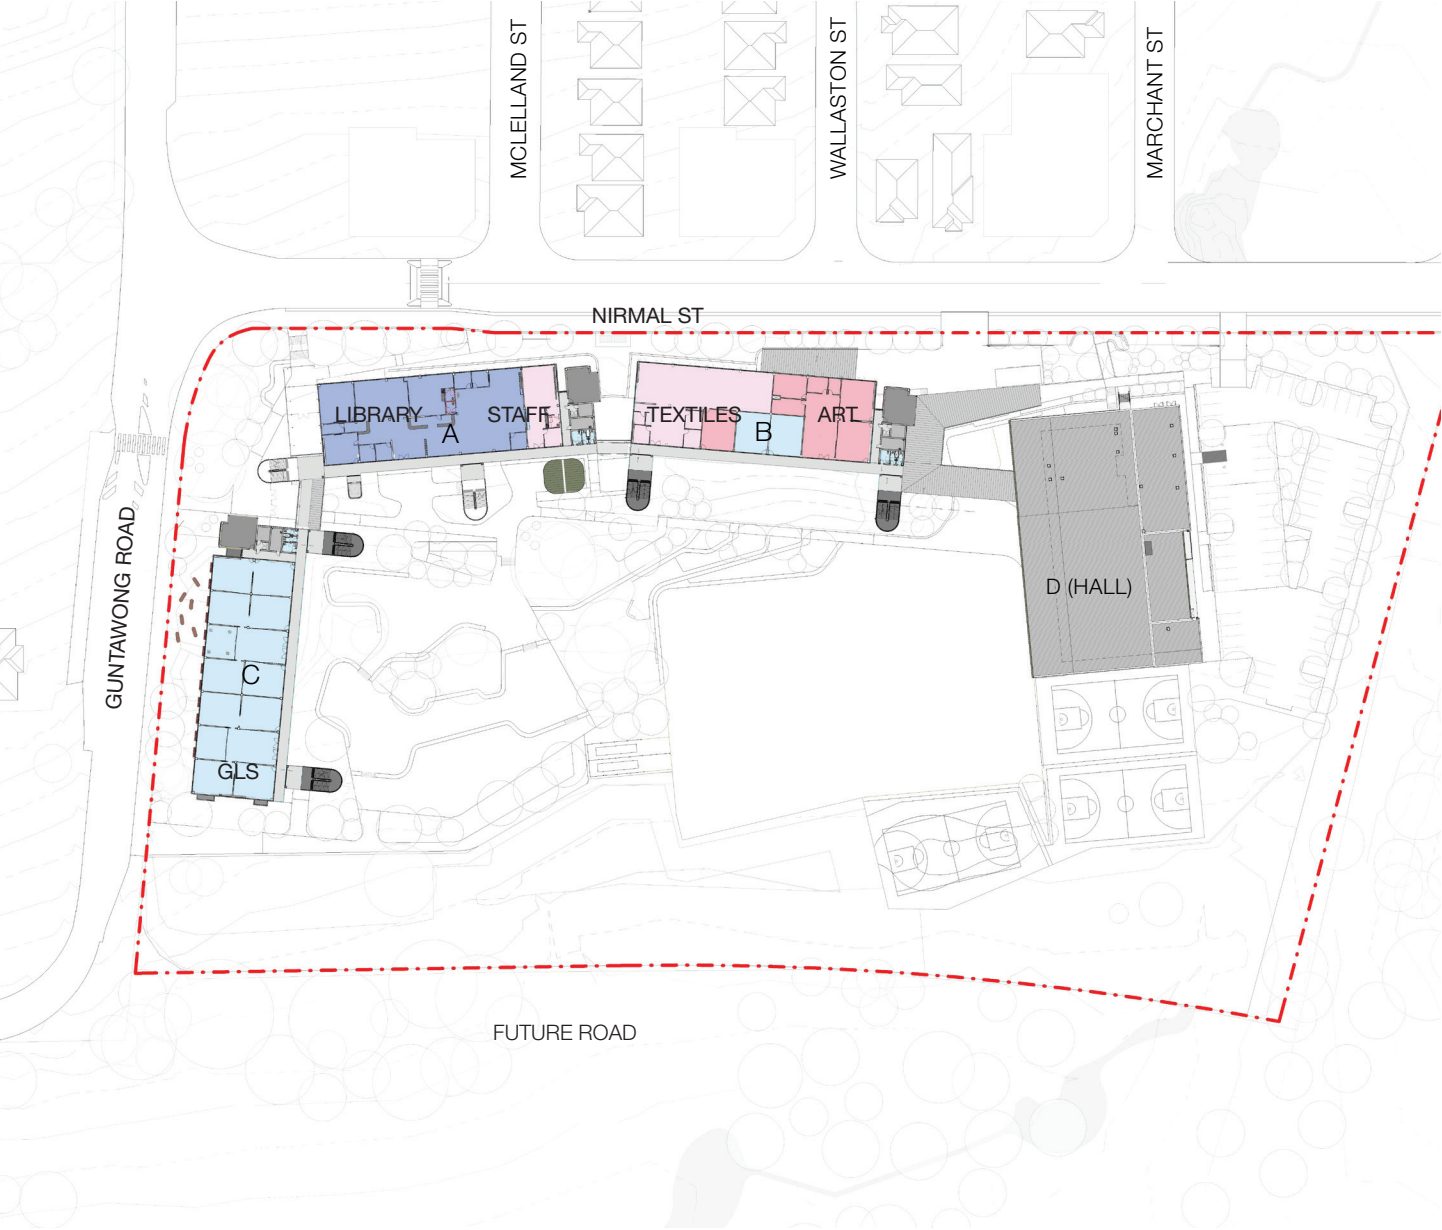 MCLELLAND ST
WALLASTON ST
MARCHANT ST
NIRMAL ST
LIBRARY
STAFF
A
TEXTILES
B
ART
GUNTAWONG ROAD
D (HALL)
C
GLS
FUTURE ROAD